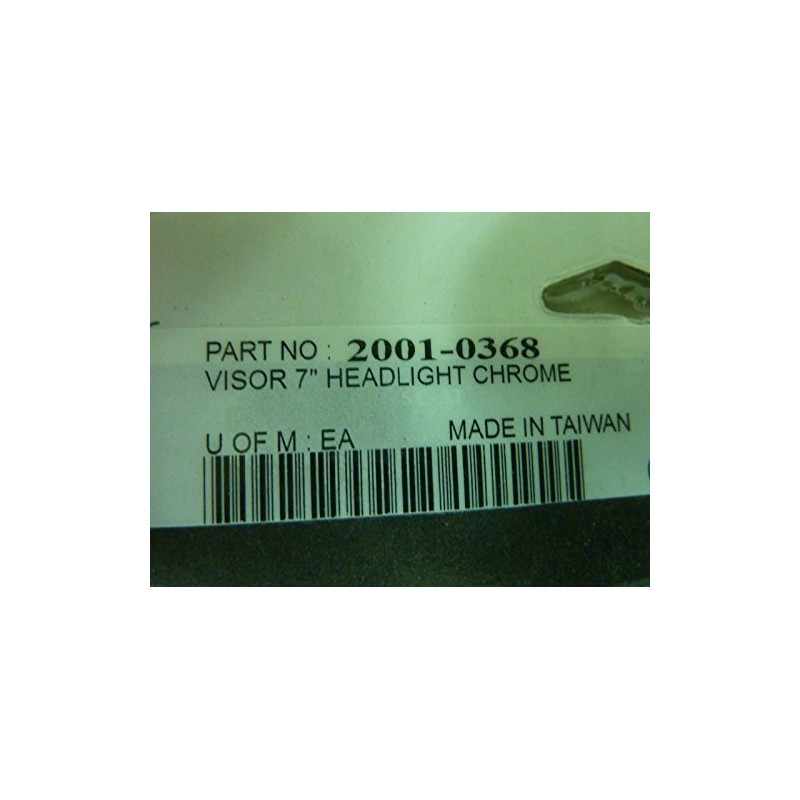 PART NO : 2001-0368
VISOR 7" HEADLIGHT CHROME
U OF M : EA MADE IN TAIWAN